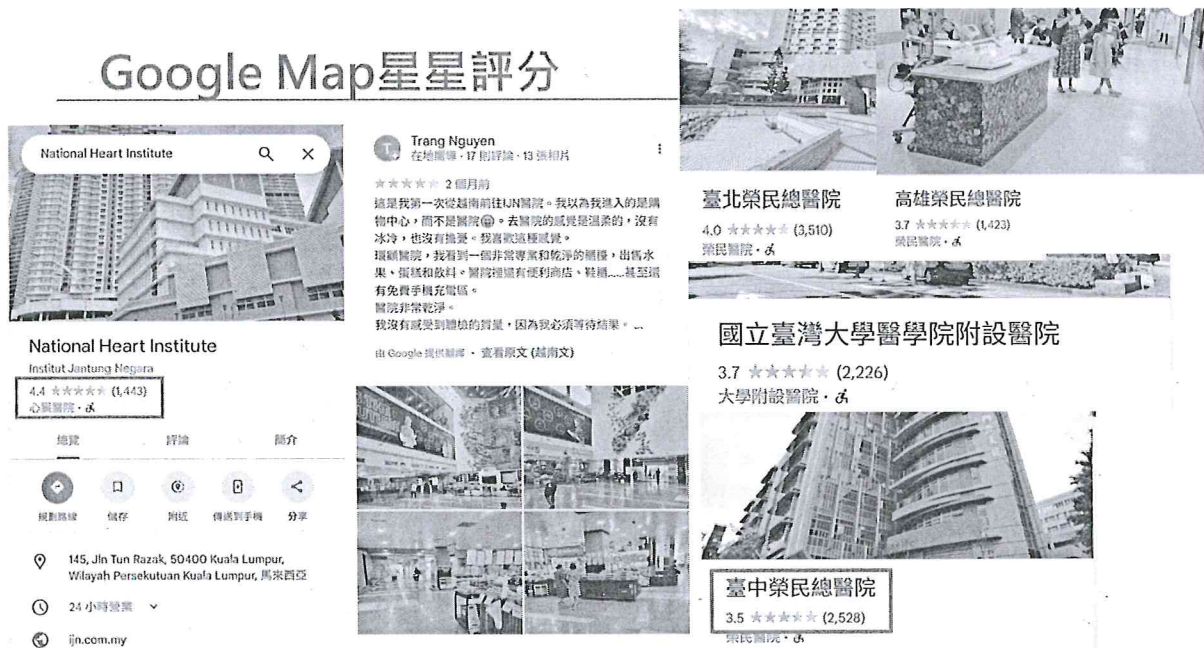 Google Map星星評分
National Heart Institute
National Heart Institute
Institut Jantung Negara
4.4 ★★★★★ (1,443)
心臟醫院・
總覽 評論 簡介
規劃路線 儲存 附近 傳送到手機 分享
145, Jln Tun Razak, 50400 Kuala Lumpur,
Wilayah Persekutuan Kuala Lumpur, 馬來西亞
24 小時營業
ijn.com.my
T
Trang Nguyen
在地嚮導・17 則評論・13 張相片
★★★★★ 2 個月前
這是我第一次從越南前往IJN醫院。我以為我進入的是購
物中心，而不是醫院。去醫院的感覺是溫柔的，沒有
冰冷，也沒有擔憂。我喜歡這種感覺。
環顧醫院，我看到一個非常專業和乾淨的櫃檯，出售水
果、蛋糕和飲料。醫院裡還有便利商店、鞋櫃......甚至還
有免費手機充電區。
醫院非常乾淨。
我沒有感受到體檢的質量，因為我必須等待結果。 ...
由 Google 提供翻譯・查看原文 (越南文)
臺北榮民總醫院
4.0 ★★★★★ (3,510)
榮民醫院・
高雄榮民總醫院
3.7 ★★★★★ (1,423)
榮民醫院・
國立臺灣大學醫學院附設醫院
3.7 ★★★★★ (2,226)
大學附設醫院・
臺中榮民總醫院
3.5 ★★★★★ (2,528)
榮民醫院・